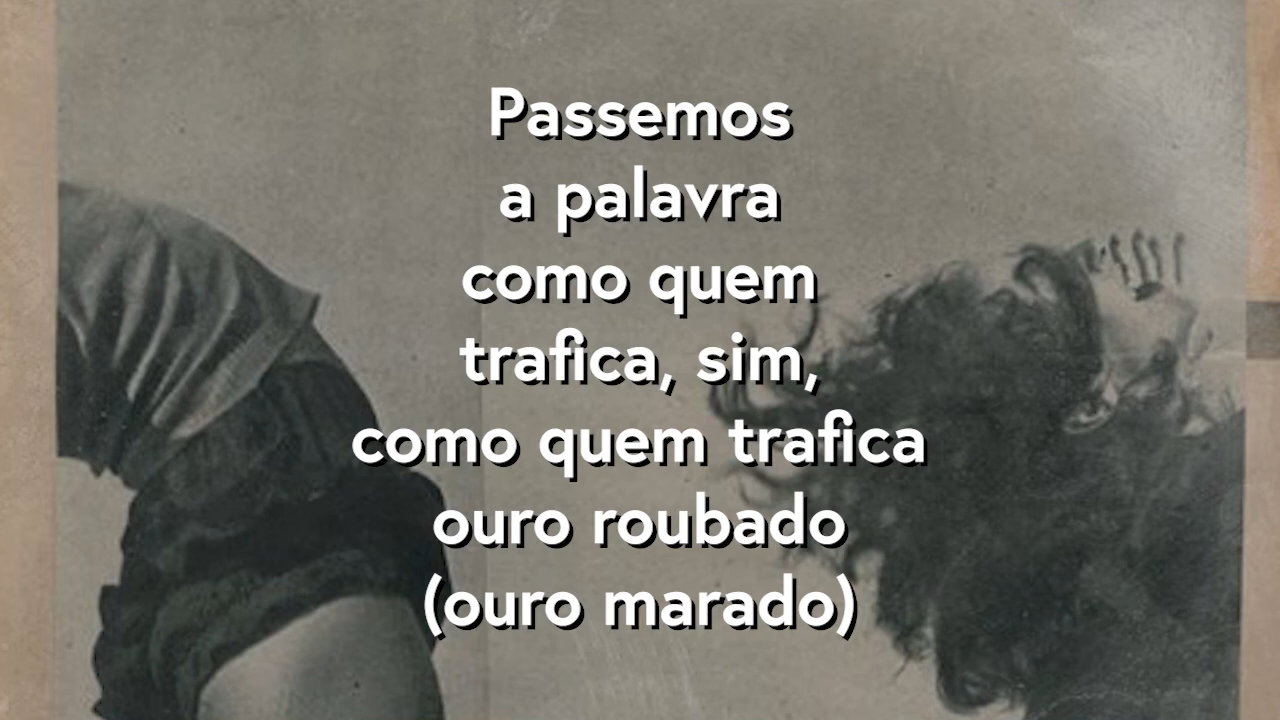 Passemos
a palavra
como quem
trafica, sim,
como quem trafica
ouro roubado
(ouro marado)